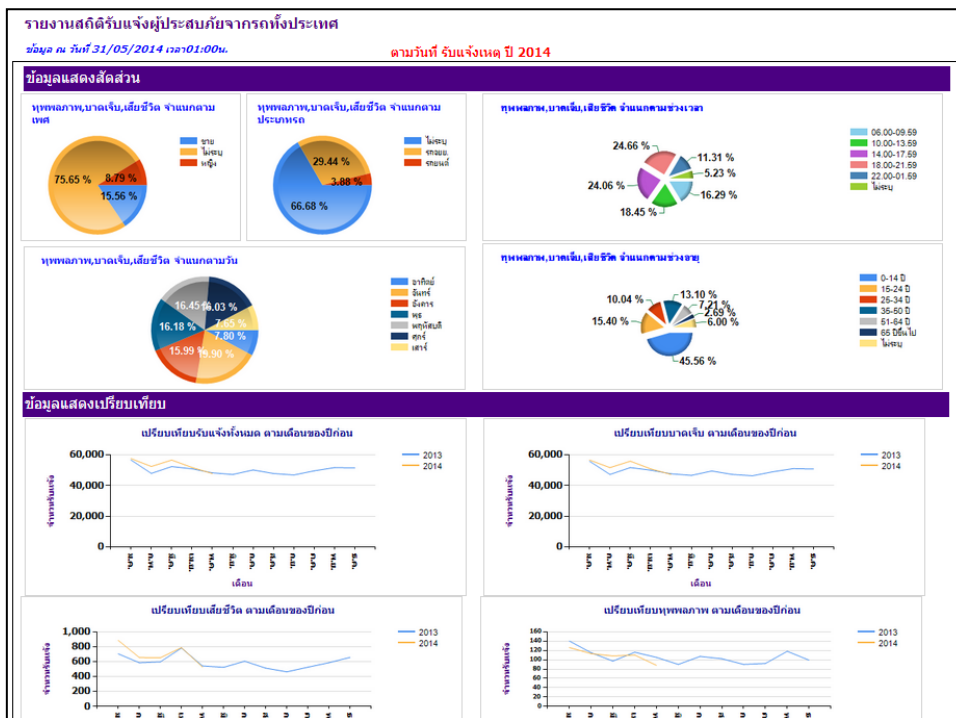 รายงานสถิติรับแจ้งผู้ประสบภัยจากรถทั้งประเทศ
ข้อมูล ณ วันที่ 31/05/2014 เวลา01:00น.
ตามวันที่ รับแจ้งเหตุ ปี 2014
ข้อมูลแสดงสัดส่วน
ทุพพลภาพ,บาดเจ็บ,เสียชีวิต จำแนกตาม
เพศ
75.65 %
8.79 %
15.56 %
ชาย
ไม่ระบุ
หญิง
ทุพพลภาพ,บาดเจ็บ,เสียชีวิต จำแนกตาม
ประเภทรถ
29.44 %
3.88 %
66.68 %
ไม่ระบุ
รถจยย.
รถยนต์
ทุพพลภาพ,บาดเจ็บ,เสียชีวิต จำแนกตามช่วงเวลา
24.66 %
11.31 %
5.23 %
24.06 %
16.29 %
18.45 %
06.00-09.59
10.00-13.59
14.00-17.59
18.00-21.59
22.00-01.59
ไม่ระบุ
ทุพพลภาพ,บาดเจ็บ,เสียชีวิต จำแนกตามวัน
16.45
16.03 %
16.18 %
7.65 %
7.80 %
15.99
19.90 %
อาทิตย์
จันทร์
อังคาร
พุธ
พฤหัสบดี
ศุกร์
เสาร์
ทุพพลภาพ,บาดเจ็บ,เสียชีวิต จำแนกตามช่วงอายุ
10.04 %
13.10 %
7.21 %
2.69 %
15.40 %
6.00 %
45.56 %
0-14 ปี
15-24 ปี
25-34 ปี
35-50 ปี
51-64 ปี
65 ปีขึ้นไป
ไม่ระบุ
ข้อมูลแสดงเปรียบเทียบ
เปรียบเทียบรับแจ้งทั้งหมด ตามเดือนของปีก่อน
60,000
40,000
20,000
0
จำนวนรับแจ้ง
เดือน
2013
2014
เปรียบเทียบบาดเจ็บ ตามเดือนของปีก่อน
60,000
40,000
20,000
0
จำนวนรับแจ้ง
เดือน
2013
2014
เปรียบเทียบเสียชีวิต ตามเดือนของปีก่อน
1,000
800
600
400
200
0
จำนวนรับแจ้ง
2013
2014
เปรียบเทียบทุพพลภาพ ตามเดือนของปีก่อน
160
140
120
100
80
60
40
20
0
จำนวนรับแจ้ง
2013
2014